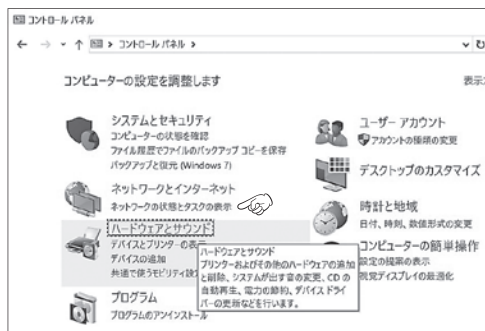 コントロール パネル
コントロール パネル
コンピューターの設定を調整します
表示
システムとセキュリティ
コンピューターの状態を確認
ファイル履歴でファイルのバックアップ コピーを保存
バックアップと復元 (Windows 7)
ネットワークとインターネット
ネットワークの状態とタスクの表示
ハードウェアとサウンド
デバイスとプリンターの表示
デバイスの追加
共通で使うモビリティ設
ハードウェアとサウンド
プリンターおよびその他のハードウェアの追加
と削除、システムが出す音の変更、CD の
自動再生、電力の節約、デバイス ドライ
バーの更新などを行います。
プログラム
プログラムのアンインストール
ユーザー アカウント
アカウントの種類の変更
デスクトップのカスタマイズ
時計と地域
日付、時刻、数値形式の変更
コンピューターの簡単操作
設定の提案の表示
視覚ディスプレイの最適化